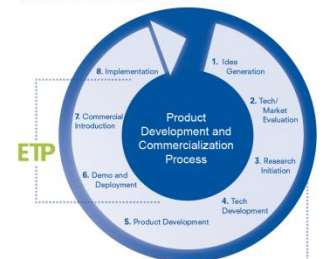 Product
Development and
Commercialization
Process
1. Idea
Generation
2. Tech/
Market
Evaluation
3. Research
Initiation
4. Tech
Development
5. Product Development
6. Demo and
Deployment
7. Commercial
Introduction
8. Implementation
ETP